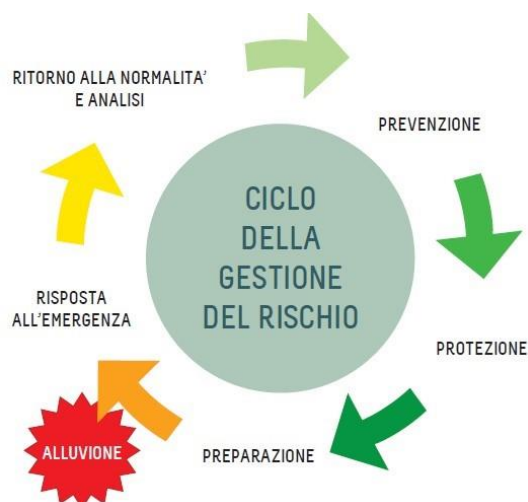 RITORNO ALLA NORMALITA'
E ANALISI
PREVENZIONE
CICLO
DELLA
GESTIONE
DEL RISCHIO
RISPOSTA
ALL'EMERGENZA
PROTEZIONE
ALLUVIONE
PREPARAZIONE